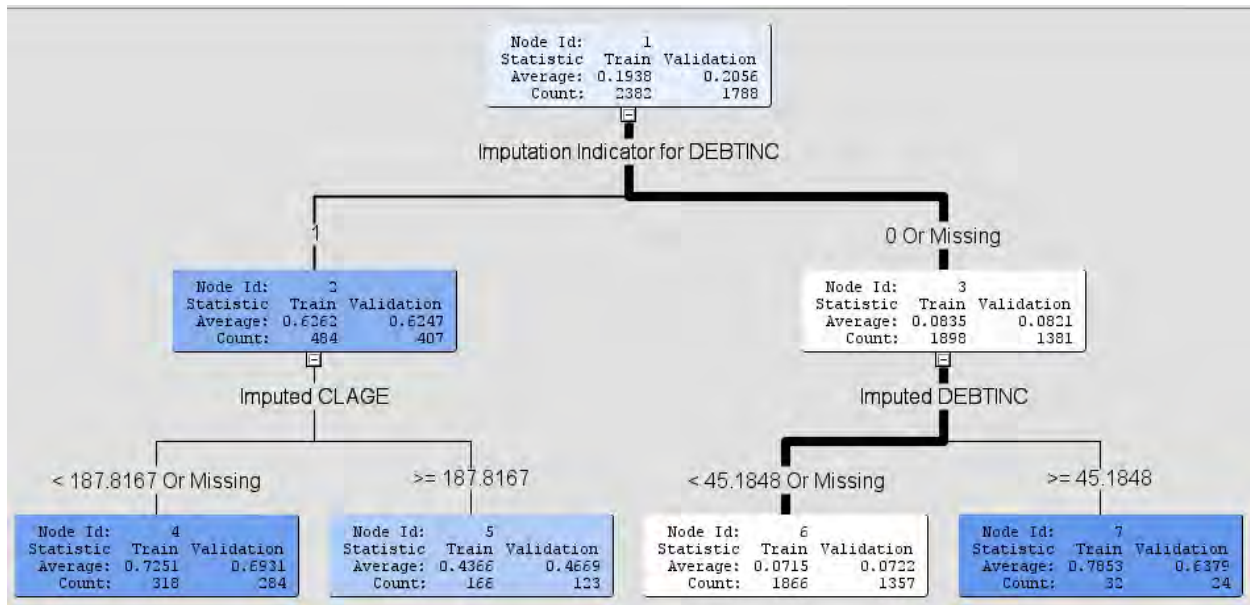 Node Id: 1
Statistic Train Validation
Average: 0.1938 0.2056
Count: 2382 1788
Imputation Indicator for DEBTINC
1
0 Or Missing
Node Id: 2
Statistic Train Validation
Average: 0.6262 0.6247
Count: 484 407
Node Id: 3
Statistic Train Validation
Average: 0.0835 0.0821
Count: 1898 1381
Imputed CLAGE
Imputed DEBTINC
< 187.8167 Or Missing
>= 187.8167
< 45.1848 Or Missing
>= 45.1848
Node Id: 4
Statistic Train Validation
Average: 0.7251 0.6931
Count: 318 284
Node Id: 5
Statistic Train Validation
Average: 0.4366 0.4669
Count: 166 123
Node Id: 6
Statistic Train Validation
Average: 0.0715 0.0722
Count: 1866 1357
Node Id: 7
Statistic Train Validation
Average: 0.7853 0.6379
Count: 32 24